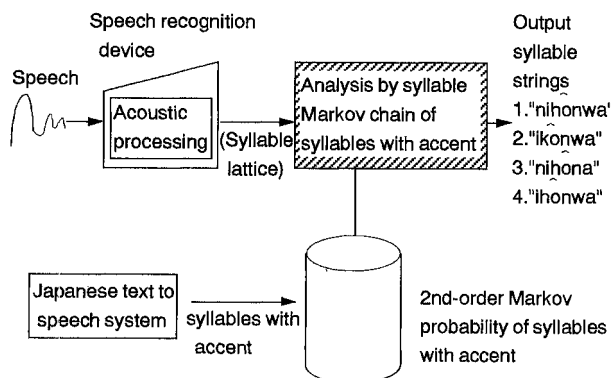 Speech recognition
device
Speech
Acoustic
processing
(Syllable
lattice)
Analysis by syllable
Markov chain of
syllables with accent
Output
syllable
strings
1."nihonwa'
2."ikonwa"
3."nihona"
4."ihonwa"
Japanese text to
speech system
syllables with
accent
2nd-order Markov
probability of syllables
with accent